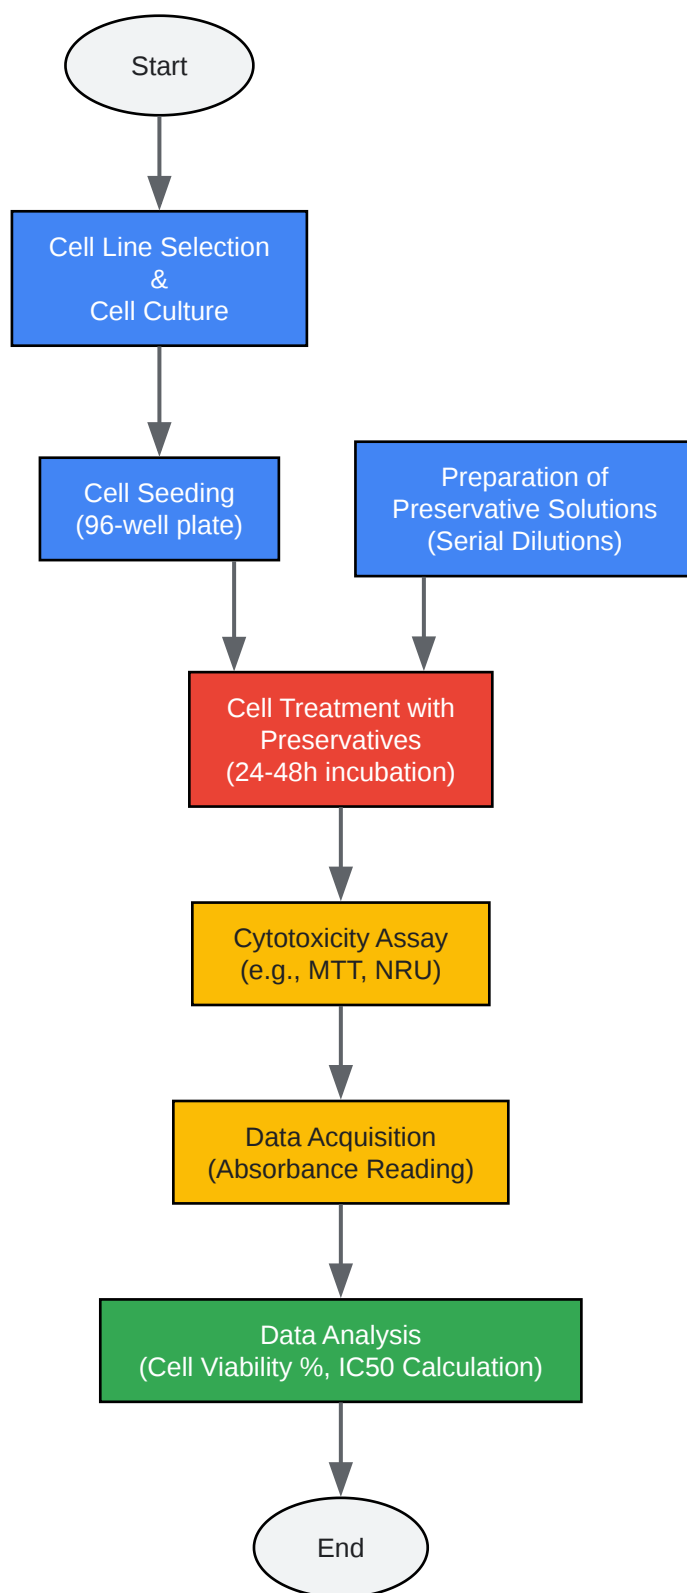 Start
Cell Line Selection
&
Cell Culture
Cell Seeding
(96-well plate)
Preparation of
Preservative Solutions
(Serial Dilutions)
Cell Treatment with
Preservatives
(24-48h incubation)
Cytotoxicity Assay
(e.g., MTT, NRU)
Data Acquisition
(Absorbance Reading)
Data Analysis
(Cell Viability %, IC50 Calculation)
End